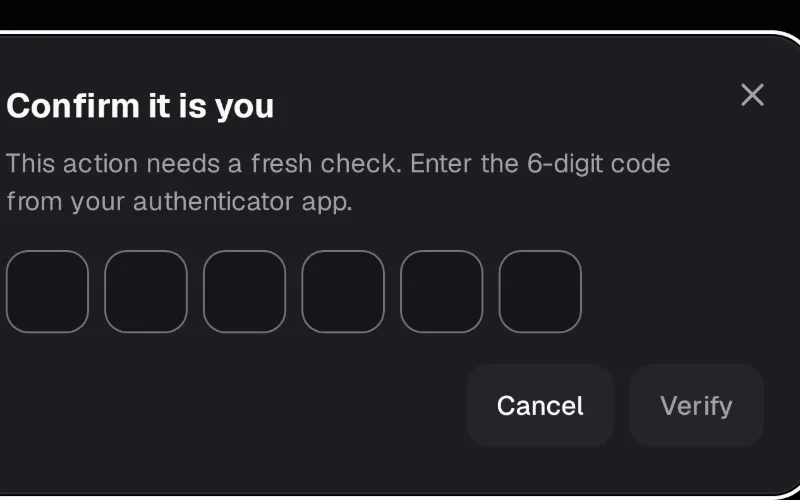 Confirm it is you
This action needs a fresh check. Enter the 6-digit code
from your authenticator app.
Cancel
Verify